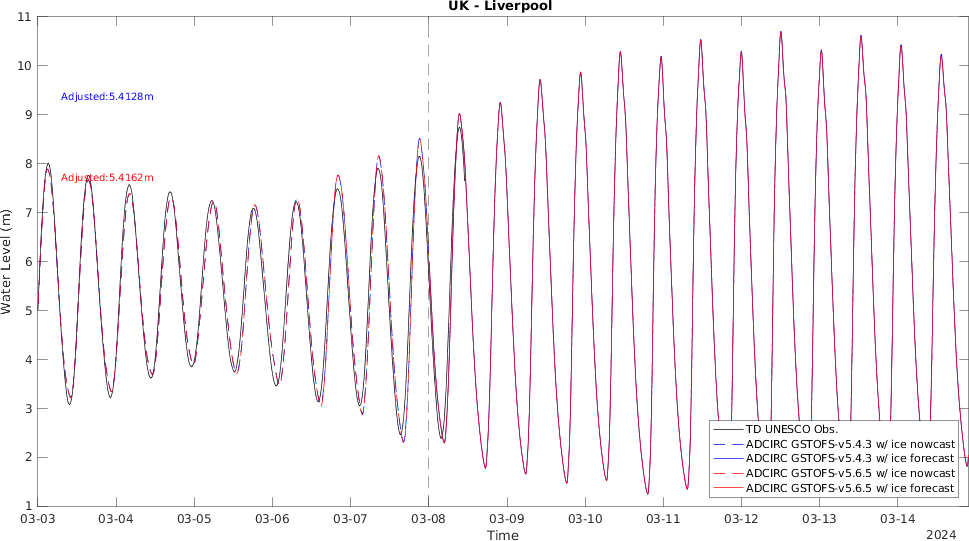 UK - Liverpool
11
10
9
8
7
6
5
4
3
2
1
Water Level (m)
Adjusted:5.4128m
Adjusted:5.4162m
TD UNESCO Obs.
ADCIRC GSTOFS-v5.4.3 w/ ice nowcast
ADCIRC GSTOFS-v5.4.3 w/ ice forecast
ADCIRC GSTOFS-v5.6.5 w/ ice nowcast
ADCIRC GSTOFS-v5.6.5 w/ ice forecast
03-03 03-04 03-05 03-06 03-07 03-08 03-09 03-10 03-11 03-12 03-13 03-14
Time
2024